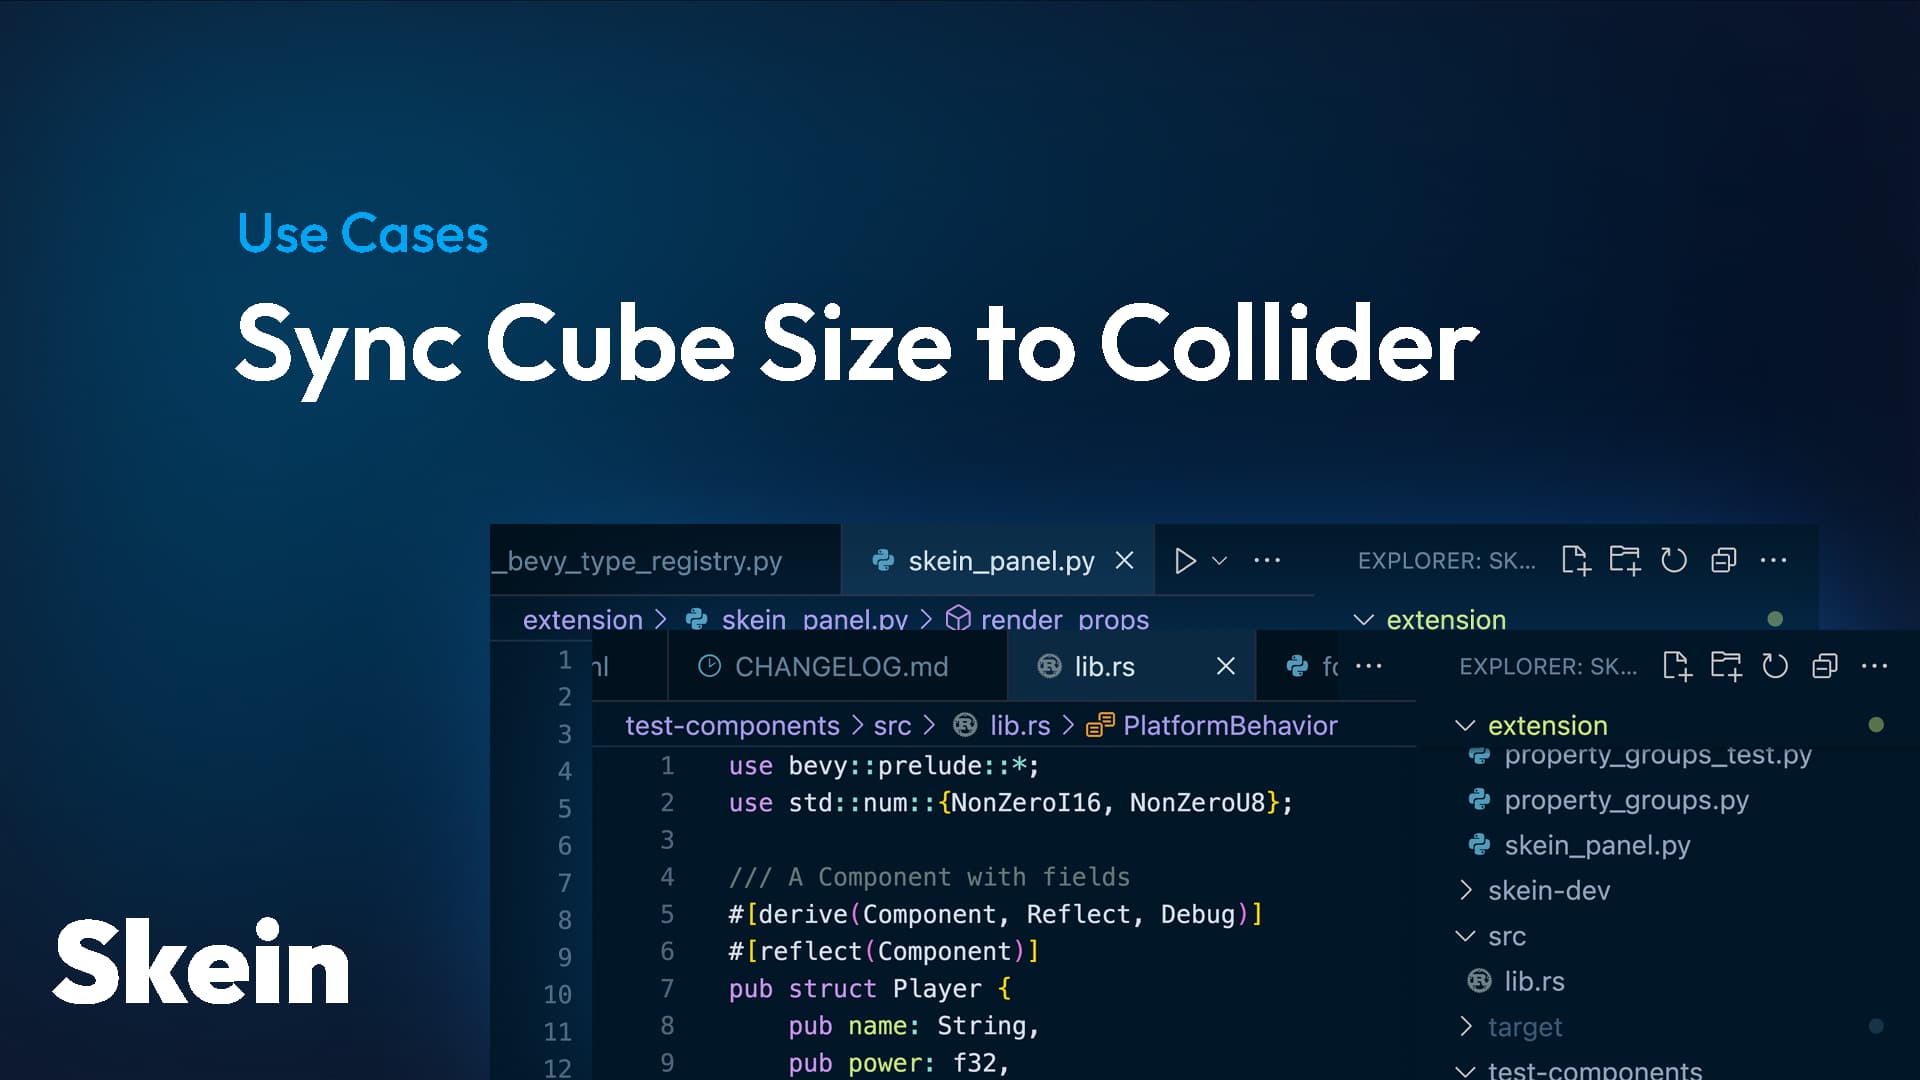 Use Cases
Sync Cube Size to Collider
_bevy_type_registry.py
skein_panel.py
EXPLORER: SK...
extension > skein_panel.py > render_props
extension
1
2
3
4
5
6
7
8
9
10
11
12
CHANGELOG.md
lib.rs
EXPLORER: SK...
test-components > src > lib.rs > PlatformBehavior
1 use bevy::prelude::*;
2 use std::num::{NonZeroI16, NonZeroU8};
3
4 /// A Component with fields
5 #[derive(Component, Reflect, Debug)]
6 #[reflect(Component)]
7 pub struct Player {
8 pub name: String,
9 pub power: f32,
extension
property_groups_test.py
property_groups.py
skein_panel.py
skein-dev
src
lib.rs
target
test-components
Skein